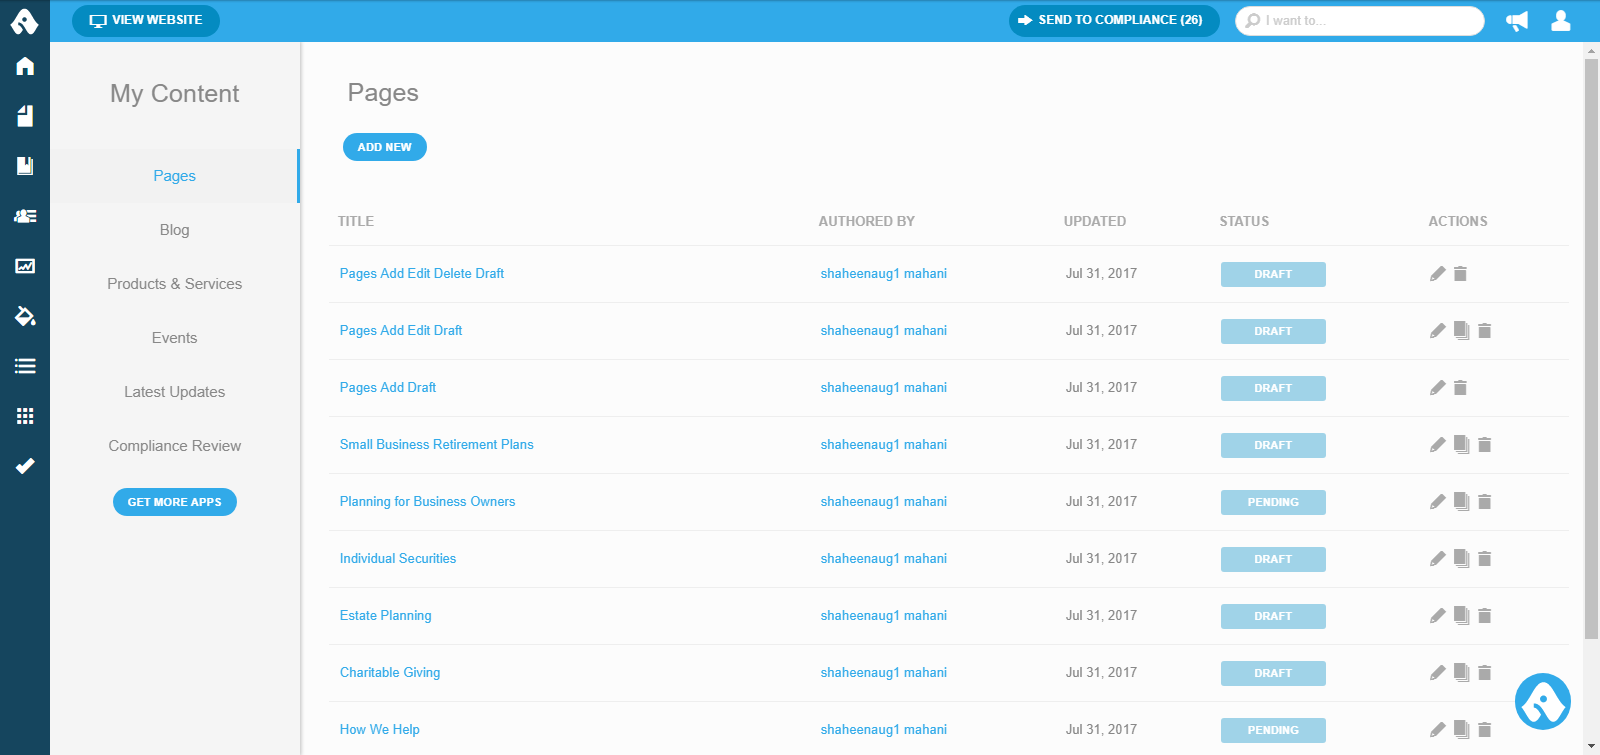 VIEW WEBSITE
SEND TO COMPLIANCE (26)
I want to...
My Content
Pages
Blog
Products & Services
Events
Latest Updates
Compliance Review
GET MORE APPS
Pages
ADD NEW
TITLE AUTHORED BY UPDATED STATUS ACTIONS
Pages Add Edit Delete Draft shaheenaug1 mahani Jul 31, 2017 DRAFT
Pages Add Edit Draft shaheenaug1 mahani Jul 31, 2017 DRAFT
Pages Add Draft shaheenaug1 mahani Jul 31, 2017 DRAFT
Small Business Retirement Plans shaheenaug1 mahani Jul 31, 2017 DRAFT
Planning for Business Owners shaheenaug1 mahani Jul 31, 2017 PENDING
Individual Securities shaheenaug1 mahani Jul 31, 2017 DRAFT
Estate Planning shaheenaug1 mahani Jul 31, 2017 DRAFT
Charitable Giving shaheenaug1 mahani Jul 31, 2017 DRAFT
How We Help shaheenaug1 mahani Jul 31, 2017 PENDING